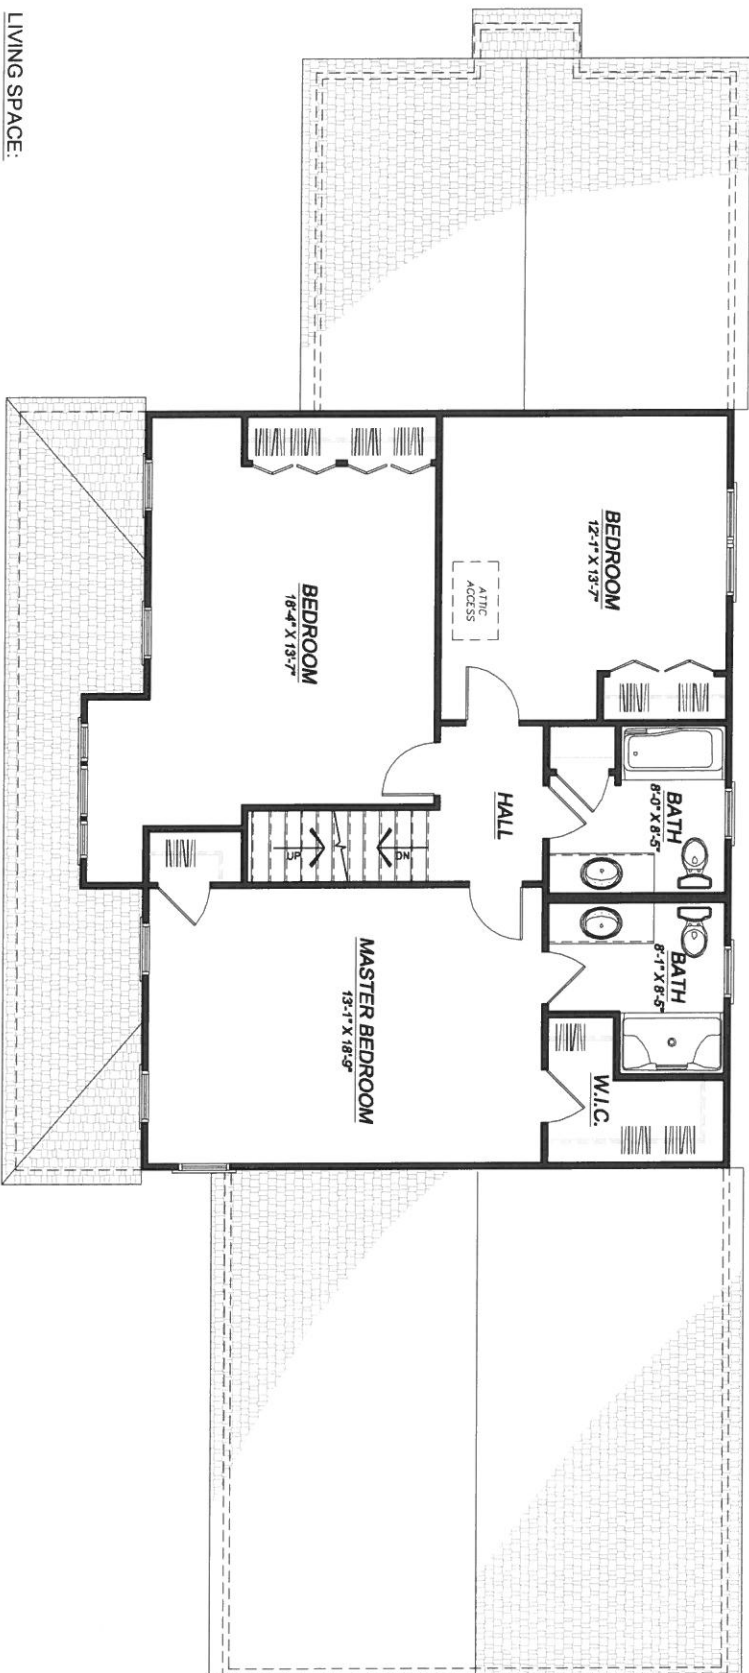 BEDROOM
12'-1" X 13'-7"
ATTIC
ACCESS
BATH
8'-0" X 8'-5"
BATH
8'-1" X 8'-5"
W.I.C.
HALL
BEDROOM
18'-4" X 13'-7"
UP
DN
MASTER BEDROOM
13'-1" X 18'-9"
LIVING SPACE: